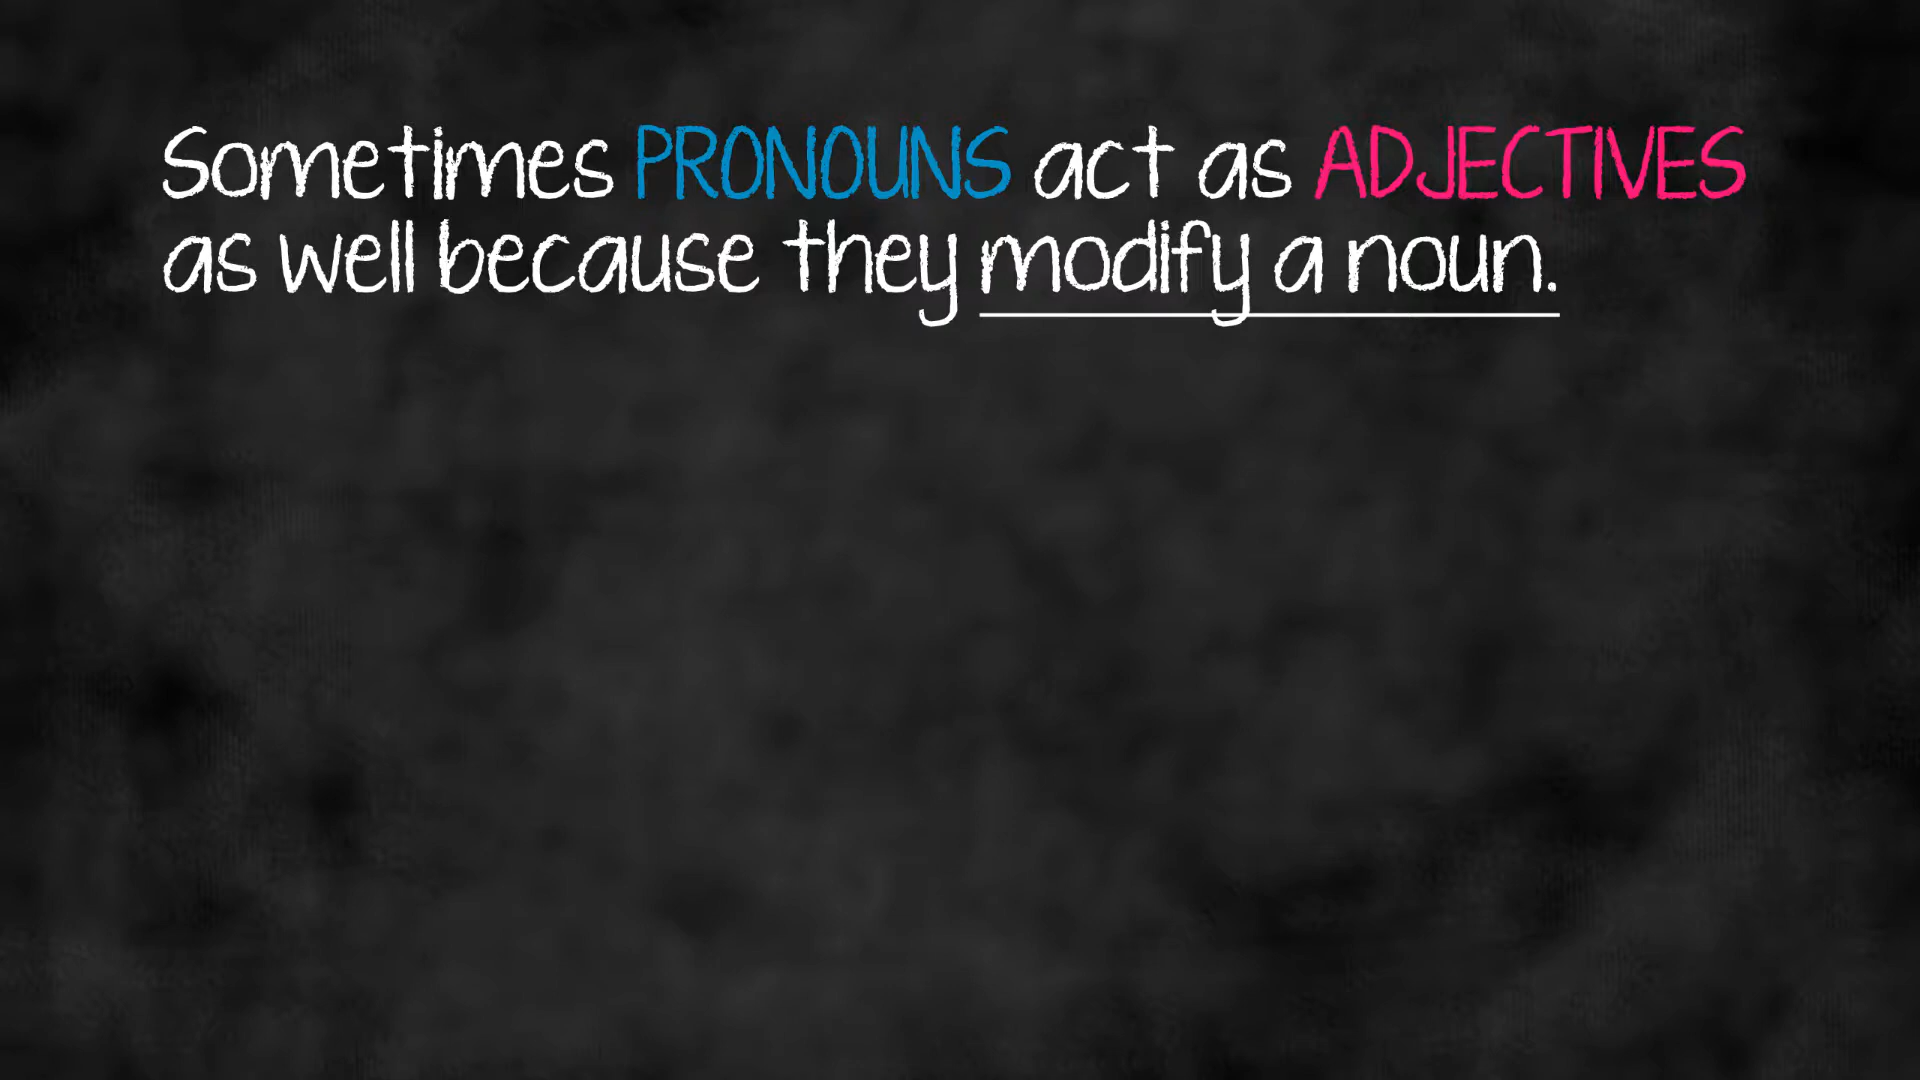 Sometimes PRONOUNS act as ADJECTIVES
as well because they modify a noun.